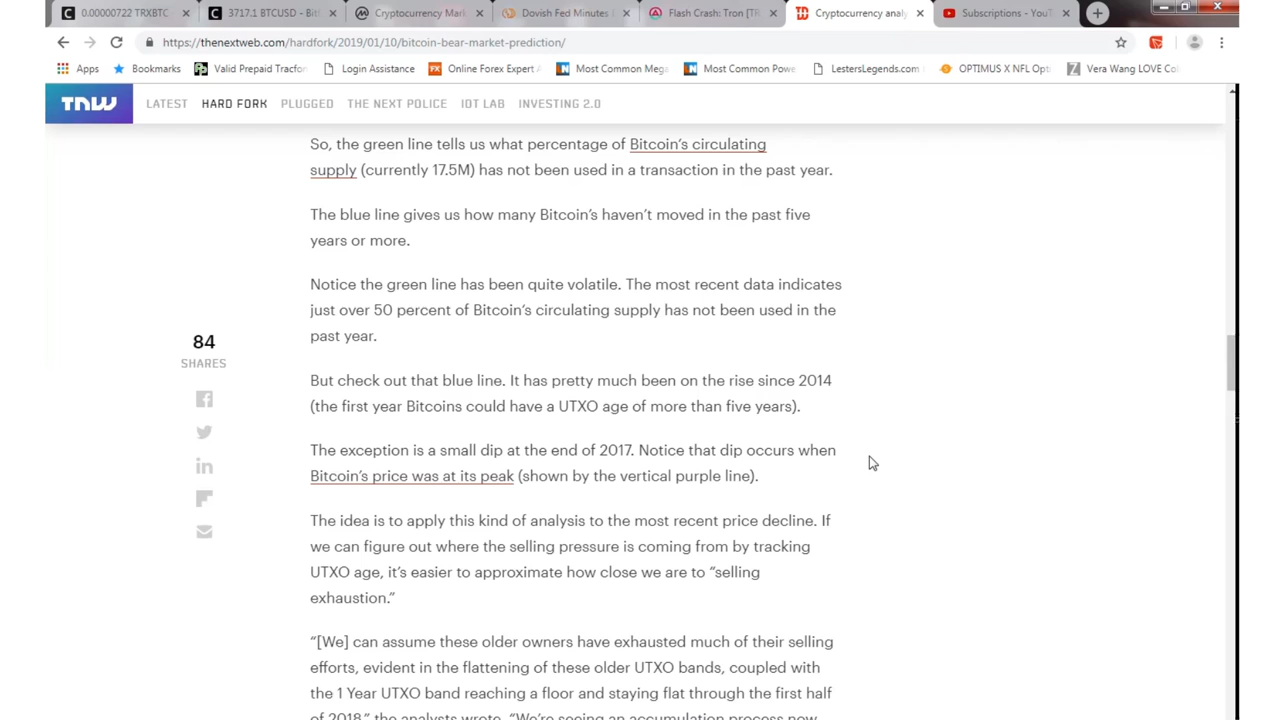 0.00000722 TRXBTC
3717.1 BTCUSD - Bit
Cryptocurrency Mark
Dovish Fed Minutes
Flash Crash: Tron [TR
Cryptocurrency analy
Subscriptions - YouT
https://thenextweb.com/hardfork/2019/01/10/bitcoin-bear-market-prediction/
Apps Bookmarks Valid Prepaid Tracfon Login Assistance Online Forex Expert A Most Common Mega Most Common Powe LestersLegends.com OPTIMUS X NFL Opti Vera Wang LOVE Col
TNW LATEST HARD FORK PLUGGED THE NEXT POLICE IOT LAB INVESTING 2.0
So, the green line tells us what percentage of Bitcoin's circulating
supply (currently 17.5M) has not been used in a transaction in the past year.
The blue line gives us how many Bitcoin's haven't moved in the past five
years or more.
Notice the green line has been quite volatile. The most recent data indicates
just over 50 percent of Bitcoin's circulating supply has not been used in the
past year.
84
SHARES
But check out that blue line. It has pretty much been on the rise since 2014
(the first year Bitcoins could have a UTXO age of more than five years).
The exception is a small dip at the end of 2017. Notice that dip occurs when
Bitcoin's price was at its peak (shown by the vertical purple line).
The idea is to apply this kind of analysis to the most recent price decline. If
we can figure out where the selling pressure is coming from by tracking
UTXO age, it's easier to approximate how close we are to “selling
exhaustion.”
“[We] can assume these older owners have exhausted much of their selling
efforts, evident in the flattening of these older UTXO bands, coupled with
the 1 Year UTXO band reaching a floor and staying flat through the first half
of 2018,” the analysts wrote. “We're seeing an accumulation process now